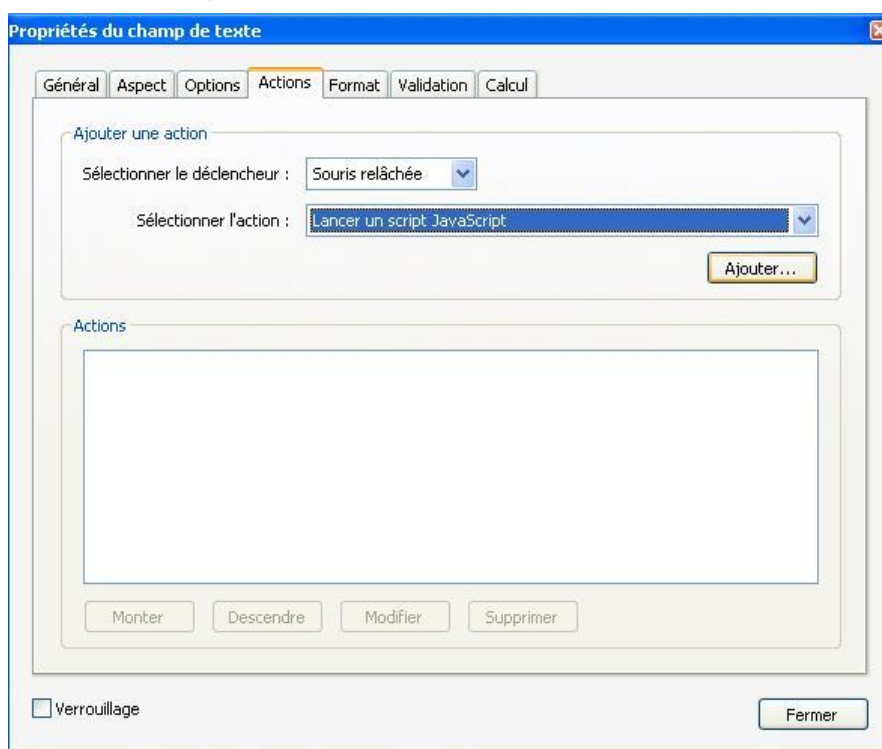 Propriétés du champ de texte
Général Aspect Options Actions Format Validation Calcul
Ajouter une action
Sélectionner le déclencheur : Souris relâchée
Sélectionner l'action : Lancer un script JavaScript
Ajouter...
Actions
Monter Descendre Modifier Supprimer
Verrouillage
Fermer